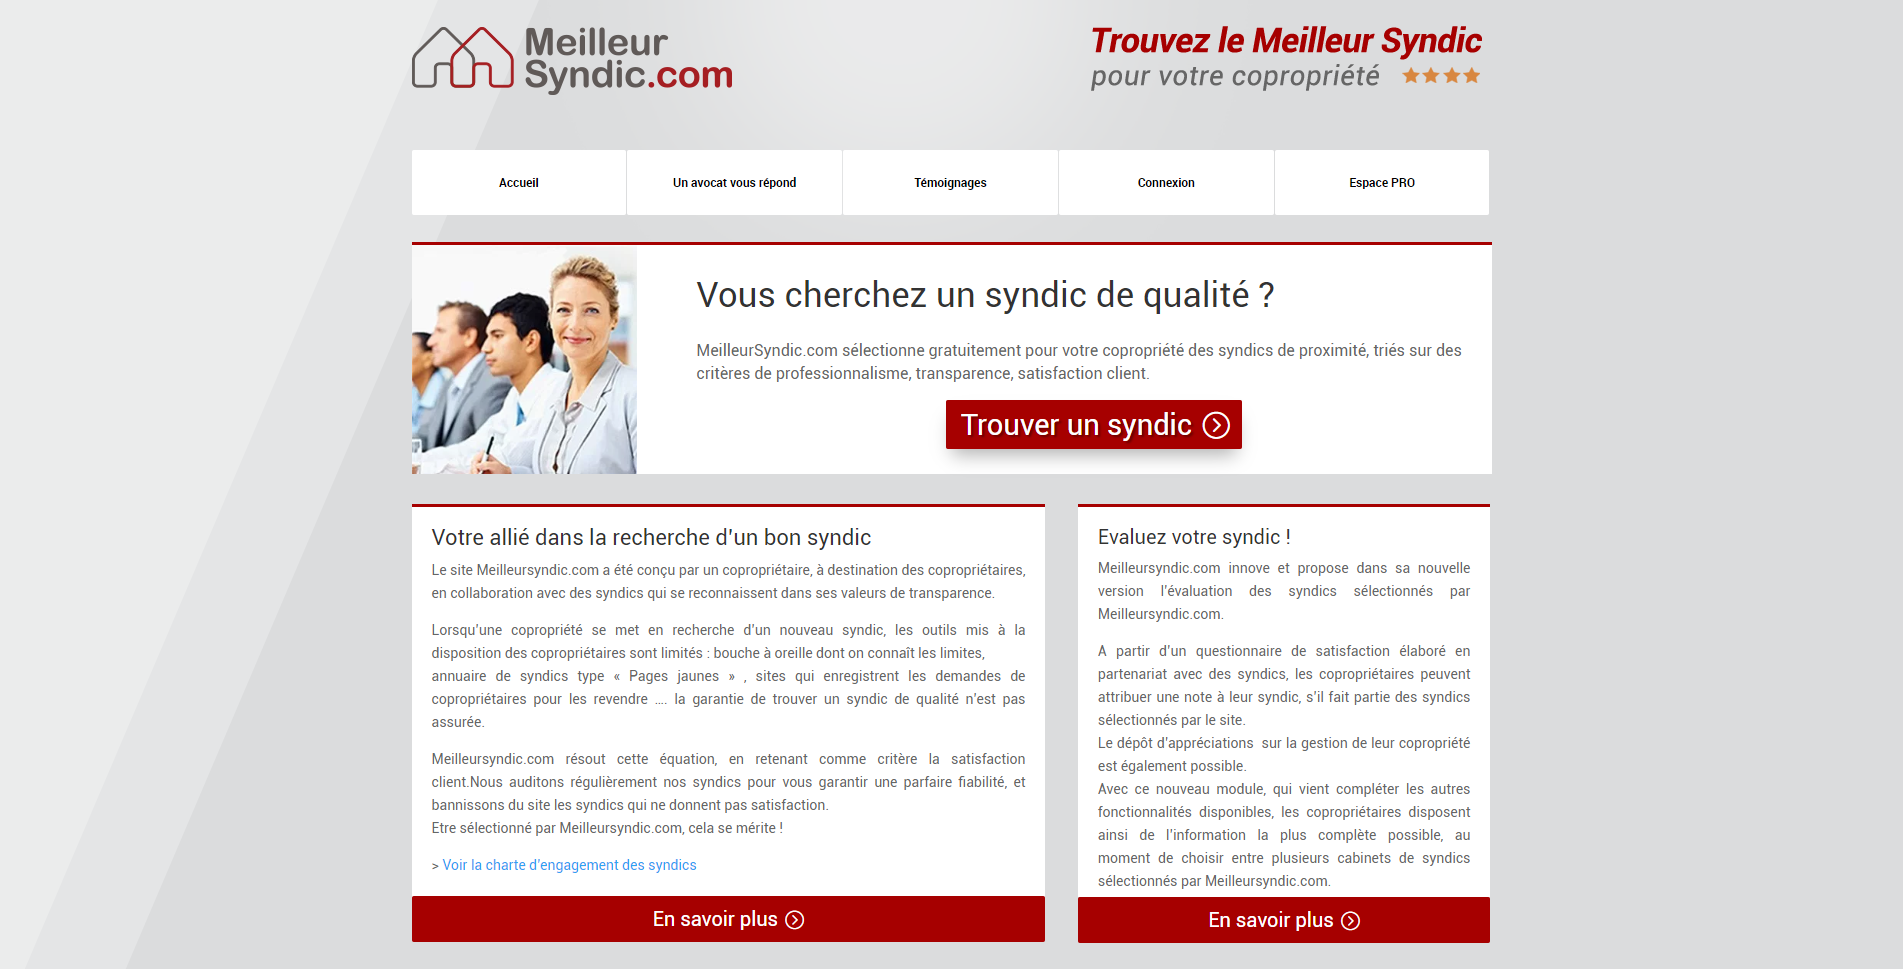 Meilleur
Syndic.com
Trouvez le Meilleur Syndic
pour votre copropriété
Accueil
Un avocat vous répond
Témoignages
Connexion
Espace PRO
Vous cherchez un syndic de qualité ?
MeilleurSyndic.com sélectionne gratuitement pour votre copropriété des syndics de proximité, triés sur des
critères de professionnalisme, transparence, satisfaction client.
Trouver un syndic
Votre allié dans la recherche d'un bon syndic
Le site Meilleursyndic.com a été conçu par un copropriétaire, à destination des copropriétaires,
en collaboration avec des syndics qui se reconnaissent dans ses valeurs de transparence.
Lorsqu'une copropriété se met en recherche d'un nouveau syndic, les outils mis à la
disposition des copropriétaires sont limités : bouche à oreille dont on connaît les limites,
annuaire de syndics type « Pages jaunes » , sites qui enregistrent les demandes de
copropriétaires pour les revendre .... la garantie de trouver un syndic de qualité n'est pas
assurée.
Meilleursyndic.com résout cette équation, en retenant comme critère la satisfaction
client.Nous auditons régulièrement nos syndics pour vous garantir une parfaire fiabilité, et
bannissons du site les syndics qui ne donnent pas satisfaction.
Etre sélectionné par Meilleursyndic.com, cela se mérite !
> Voir la charte d'engagement des syndics
En savoir plus
Evaluez votre syndic !
Meilleursyndic.com innove et propose dans sa nouvelle
version l'évaluation des syndics sélectionnés par
Meilleursyndic.com.
A partir d'un questionnaire de satisfaction élaboré en
partenariat avec des syndics, les copropriétaires peuvent
attribuer une note à leur syndic, s'il fait partie des syndics
sélectionnés par le site.
Le dépôt d'appréciations  sur la gestion de leur copropriété
est également possible.
Avec ce nouveau module, qui vient compléter les autres
fonctionnalités disponibles, les copropriétaires disposent
ainsi de l'information la plus complète possible, au
moment de choisir entre plusieurs cabinets de syndics
sélectionnés par Meilleursyndic.com.
En savoir plus